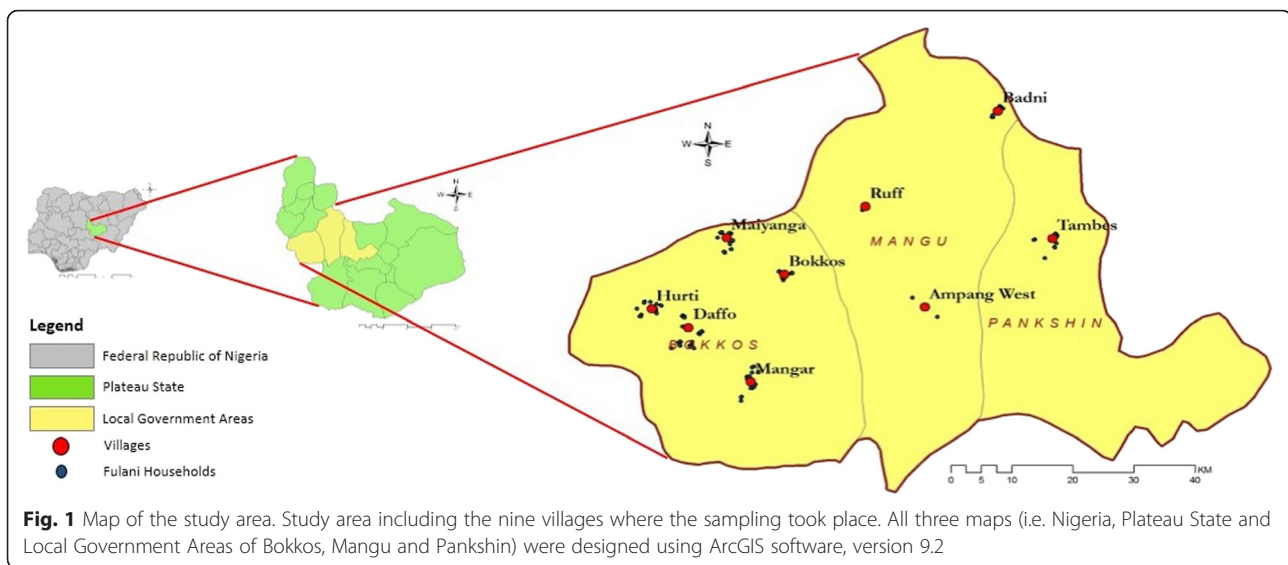 N
W E
S
N
W E
S
Badni
Ruff
Maiyanga
Tambes
MANGU
Bokkos
Hurti
Ampang West
Daffo
PANKSHIN
BOKKOS
Mangar
Legend
Federal Republic of Nigeria
Plateau State
Local Government Areas
Villages
Fulani Households
0 5 10 20 30 40 KM
Fig. 1 Map of the study area. Study area including the nine villages where the sampling took place. All three maps (i.e. Nigeria, Plateau State and
Local Government Areas of Bokkos, Mangu and Pankshin) were designed using ArcGIS software, version 9.2